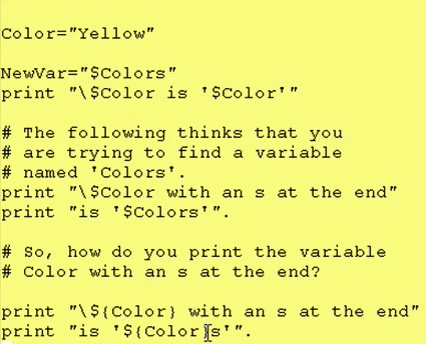 Color="Yellow"
NewVar="$Colors"
print "\$Color is '$Color'"
# The following thinks that you
# are trying to find a variable
# named 'Colors'.
print "\$Color with an s at the end"
print "is '$Colors'".
# So, how do you print the variable
# Color with an s at the end?
print "\${Color} with an s at the end"
print "is '${Color}s'".